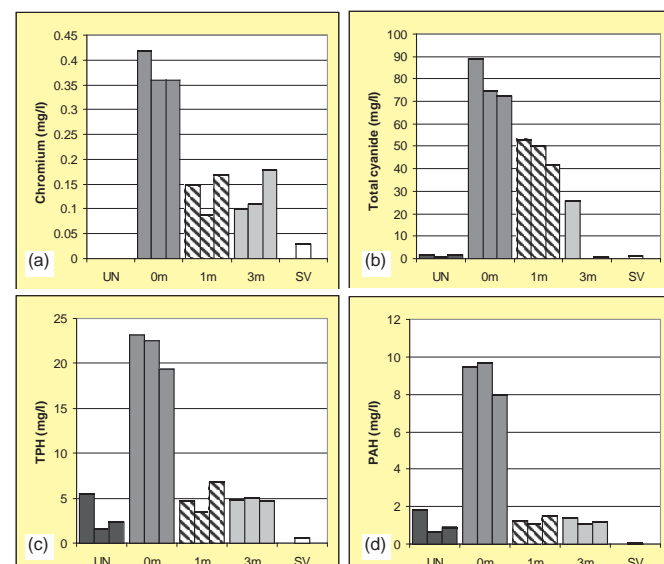 Chromium (mg/l)
0.45
0.4
0.35
0.3
0.25
0.2
0.15
0.1
0.05
0
(a)
UN 0m 1m 3m SV
Total cyanide (mg/l)
100
90
80
70
60
50
40
30
20
10
0
(b)
UN 0m 1m 3m SV
TPH (mg/l)
25
20
15
10
5
0
(c)
UN 0m 1m 3m SV
PAH (mg/l)
12
10
8
6
4
2
0
(d)
UN 0m 1m 3m SV